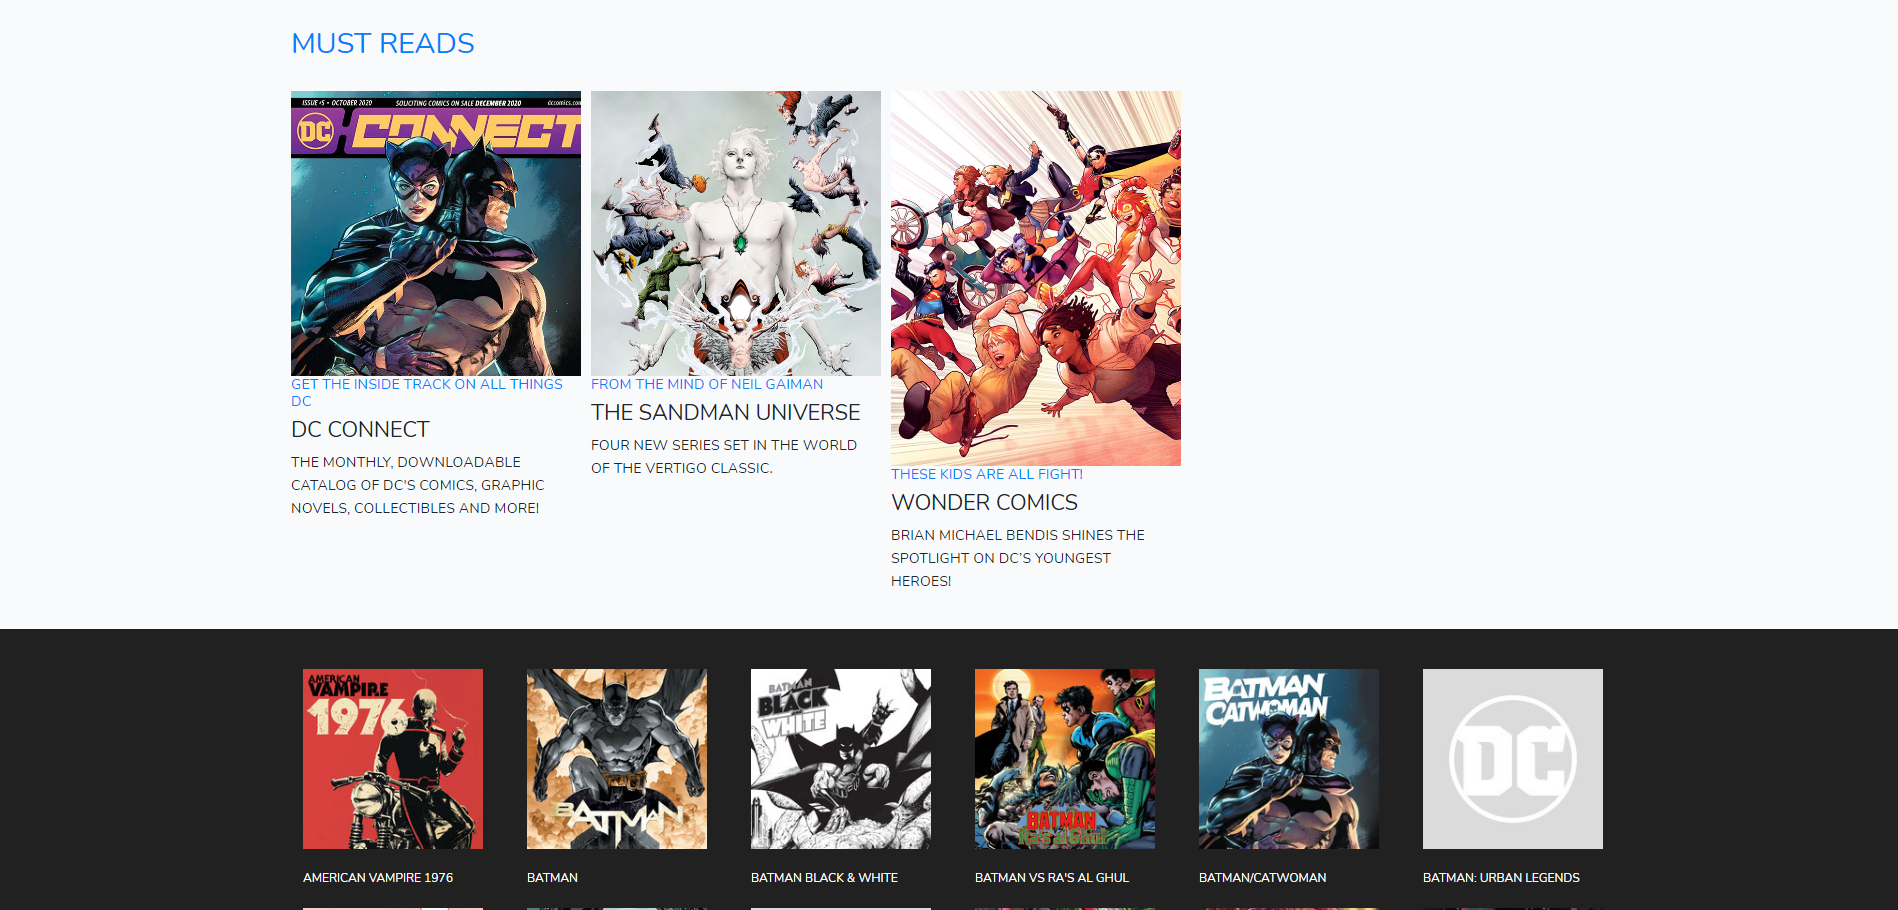 MUST READS
ISSUE #5 • OCTOBER 2020 SOLICITING COMICS ON SALE DECEMBER 2020 dccomics.com
DC CONNECT
GET THE INSIDE TRACK ON ALL THINGS
DC
DC CONNECT
THE MONTHLY, DOWNLOADABLE
CATALOG OF DC'S COMICS, GRAPHIC
NOVELS, COLLECTIBLES AND MORE!
FROM THE MIND OF NEIL GAIMAN
THE SANDMAN UNIVERSE
FOUR NEW SERIES SET IN THE WORLD
OF THE VERTIGO CLASSIC.
THESE KIDS ARE ALL FIGHT!
WONDER COMICS
BRIAN MICHAEL BENDIS SHINES THE
SPOTLIGHT ON DC’S YOUNGEST
HEROES!
AMERICAN
VAMPIRE
1976
AMERICAN VAMPIRE 1976
BATMAN
BATMAN
BATMAN
BLACK
AND
WHITE
BATMAN BLACK & WHITE
BATMAN
Ra's al Ghul
BATMAN VS RA'S AL GHUL
BATMAN
CATWOMAN
BATMAN/CATWOMAN
DC
BATMAN: URBAN LEGENDS